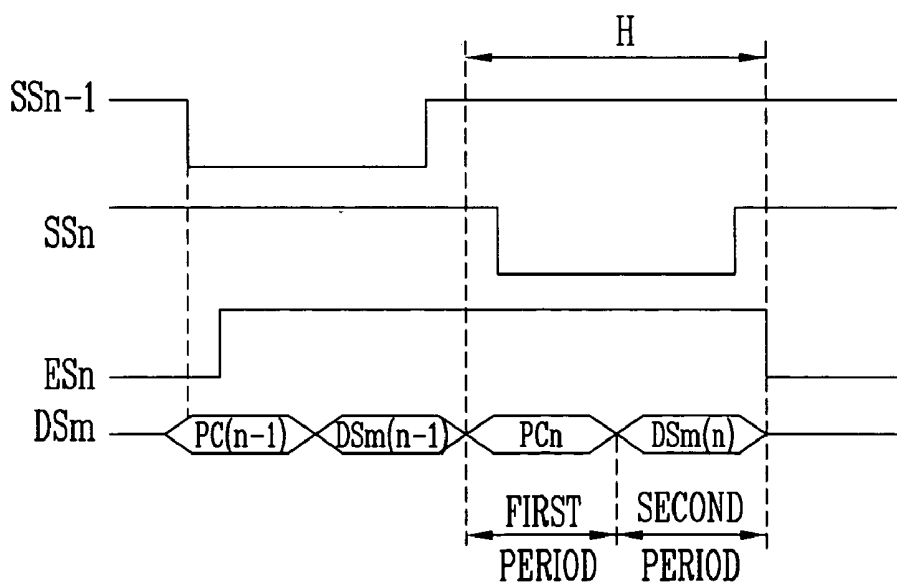 H
SSn-1
SSn
ESn
DSm PC(n-1) DSm(n-1) PCn DSm(n)
FIRST PERIOD
SECOND PERIOD